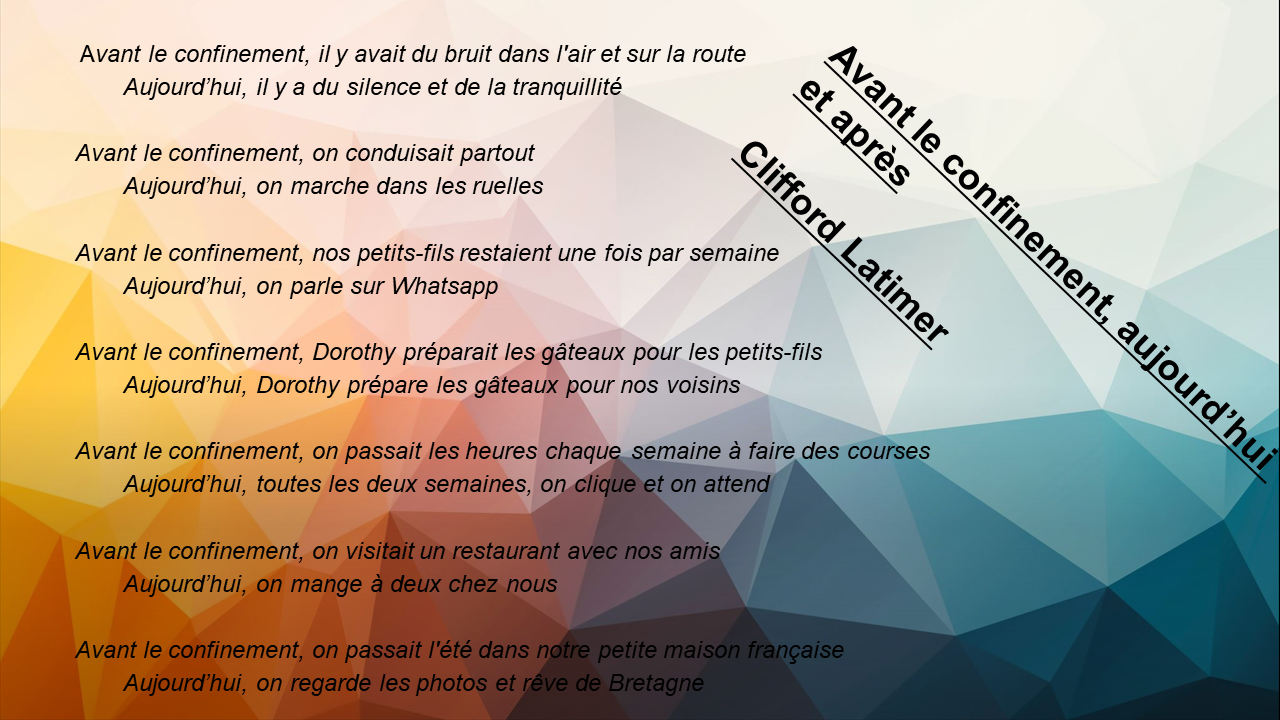 Avant le confinement, aujourd’hui
et après
Clifford Latimer
Avant le confinement, il y avait du bruit dans l'air et sur la route
Aujourd’hui, il y a du silence et de la tranquillité
Avant le confinement, on conduisait partout
Aujourd’hui, on marche dans les ruelles
Avant le confinement, nos petits-fils restaient une fois par semaine
Aujourd’hui, on parle sur Whatsapp
Avant le confinement, Dorothy préparait les gâteaux pour les petits-fils
Aujourd’hui, Dorothy prépare les gâteaux pour nos voisins
Avant le confinement, on passait les heures chaque semaine à faire des courses
Aujourd’hui, toutes les deux semaines, on clique et on attend
Avant le confinement, on visitait un restaurant avec nos amis
Aujourd’hui, on mange à deux chez nous
Avant le confinement, on passait l'été dans notre petite maison française
Aujourd’hui, on regarde les photos et rêve de Bretagne